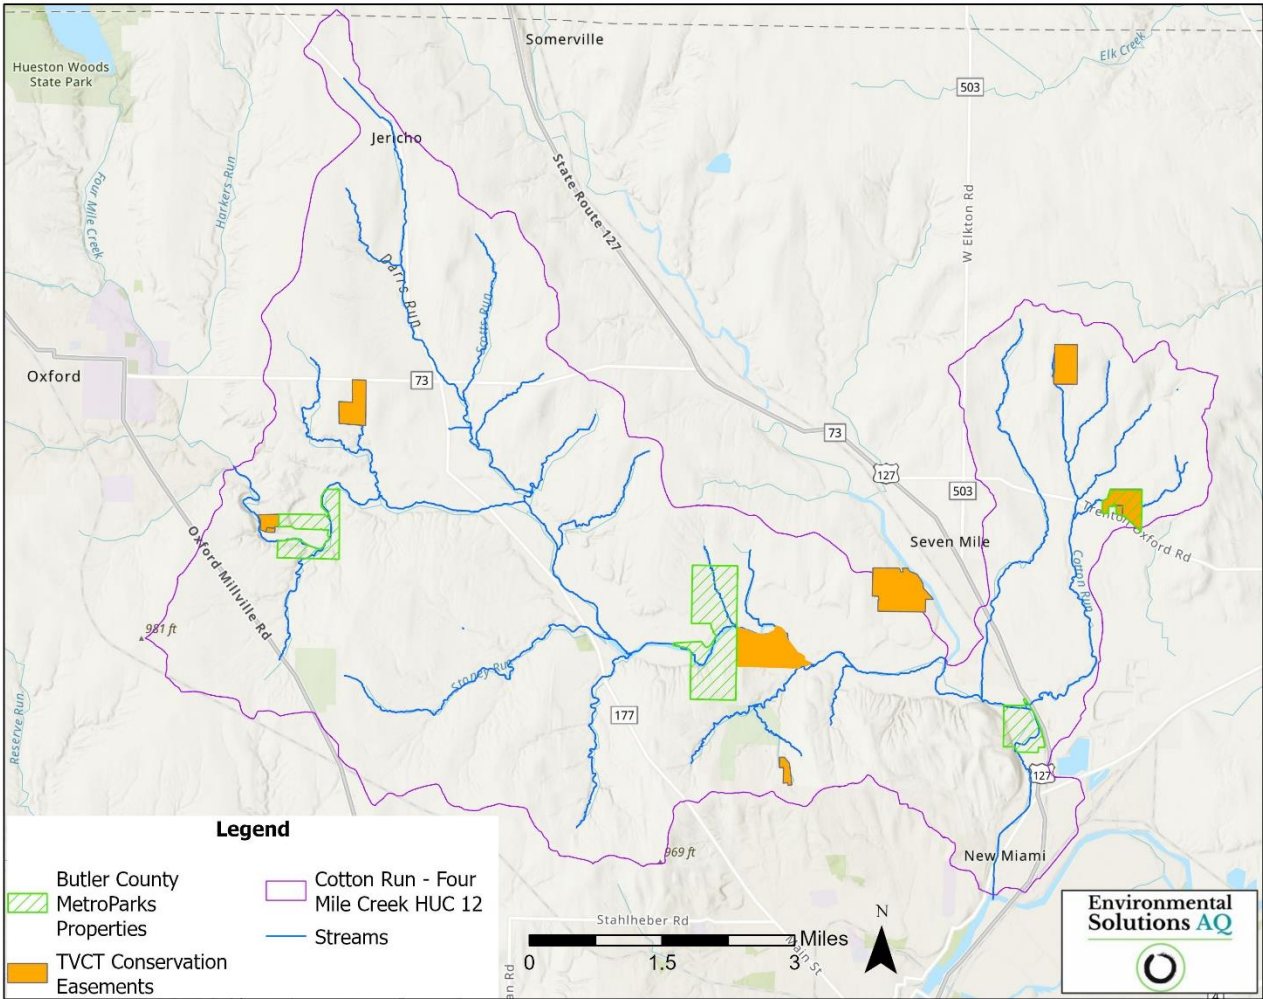 Somerville
Elk Creek
Hueston Woods
State Park
503
Jericho
Harkers Run
Four Mile Creek
State Route 127
W Elkton Rd
Darrs Run
Scotts Run
Oxford
73
73
127
503
Trenton Oxford Rd
Seven Mile
Oxford Millville Rd
Cotton Run
981 ft
Stoney Run
Reserve Run
177
127
Legend
New Miami
969 ft
Butler County
MetroParks
Properties
Cotton Run - Four
Mile Creek HUC 12
Streams
TVCT Conservation
Easements
Stahlheber Rd
Main St
an Rd
N
Miles
0
1.5
3
Environmental
Solutions AQ